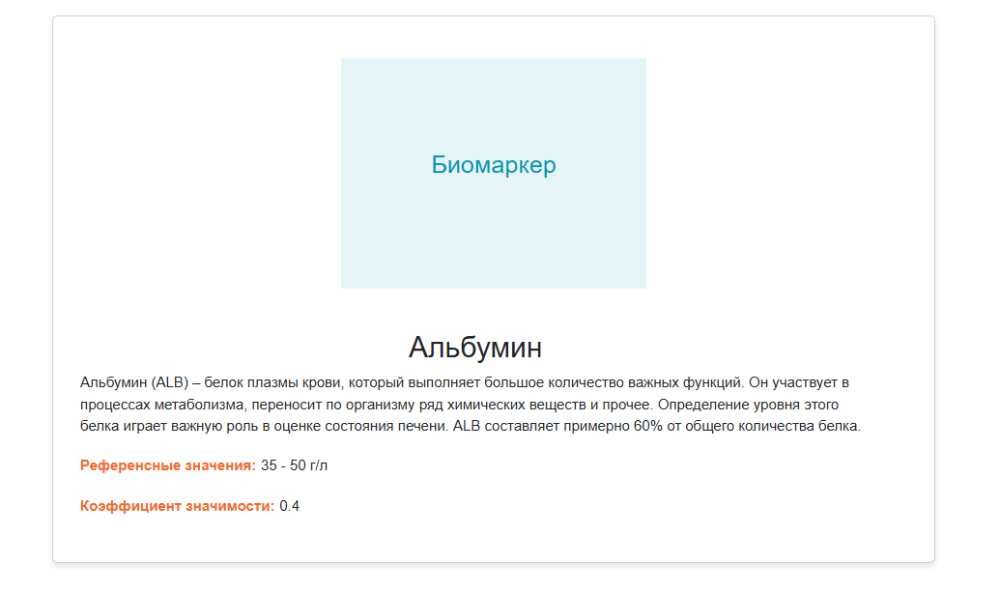 Биомаркер
Альбумин
Альбумин (ALB) – белок плазмы крови, который выполняет большое количество важных функций. Он участвует в
процессах метаболизма, переносит по организму ряд химических веществ и прочее. Определение уровня этого
белка играет важную роль в оценке состояния печени. ALB составляет примерно 60% от общего количества белка.
Референсные значения: 35 - 50 г/л
Коэффициент значимости: 0.4